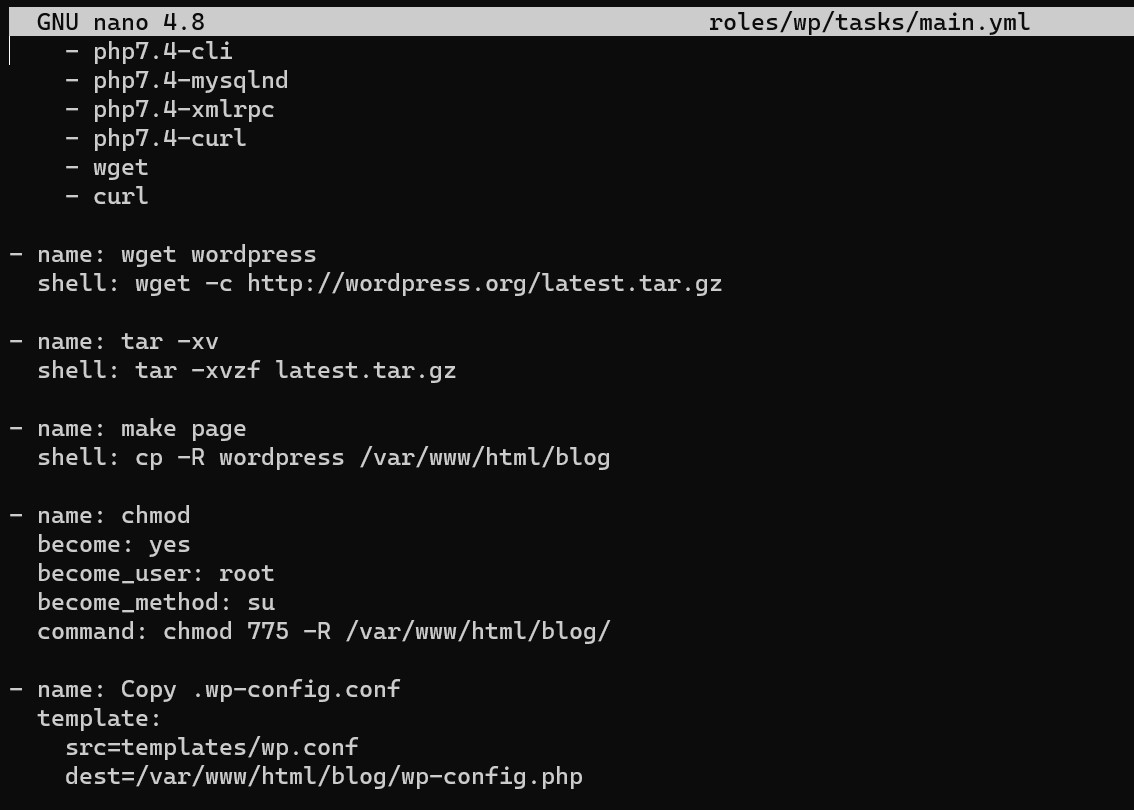 GNU nano 4.8 roles/wp/tasks/main.yml
    - php7.4-cli
    - php7.4-mysqlnd
    - php7.4-xmlrpc
    - php7.4-curl
    - wget
    - curl

- name: wget wordpress
  shell: wget -c http://wordpress.org/latest.tar.gz

- name: tar -xv
  shell: tar -xvzf latest.tar.gz

- name: make page
  shell: cp -R wordpress /var/www/html/blog

- name: chmod
  become: yes
  become_user: root
  become_method: su
  command: chmod 775 -R /var/www/html/blog/

- name: Copy .wp-config.conf
  template:
    src=templates/wp.conf
    dest=/var/www/html/blog/wp-config.php